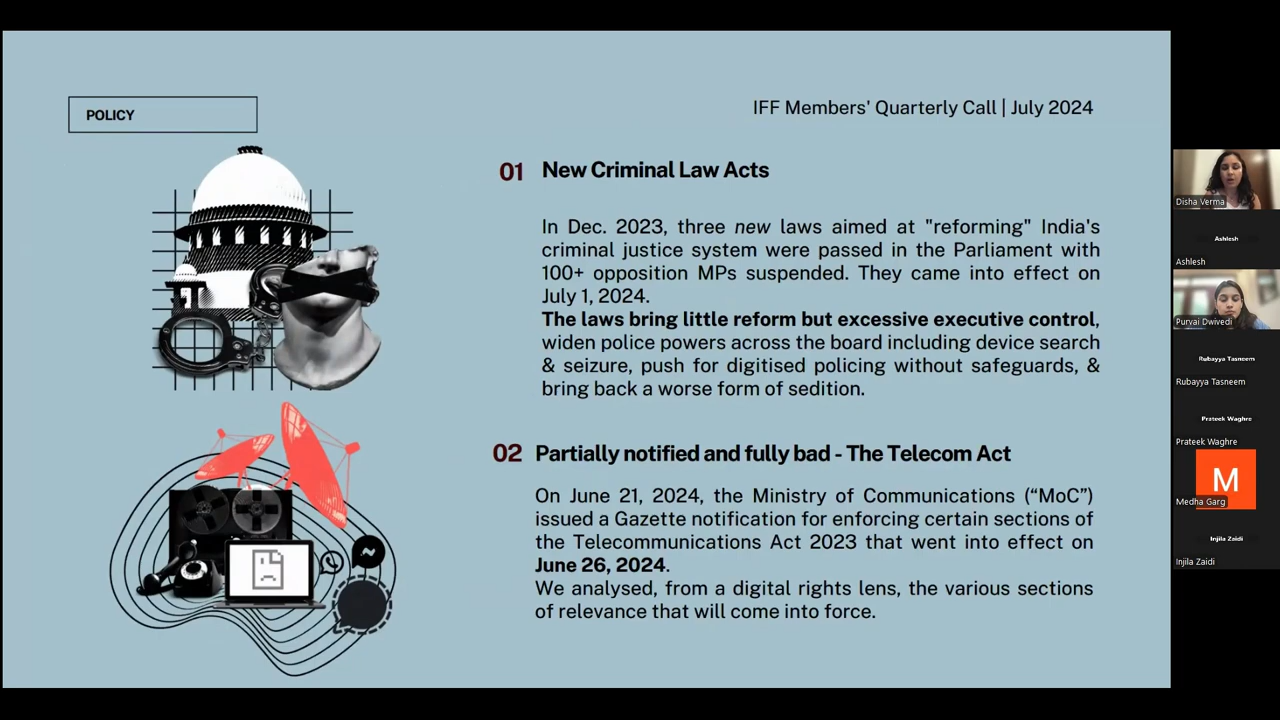 POLICY
IFF Members' Quarterly Call | July 2024
01 New Criminal Law Acts
In Dec. 2023, three new laws aimed at "reforming" India's
criminal justice system were passed in the Parliament with
100+ opposition MPs suspended. They came into effect on
July 1, 2024.
The laws bring little reform but excessive executive control,
widen police powers across the board including device search
& seizure, push for digitised policing without safeguards, &
bring back a worse form of sedition.
02 Partially notified and fully bad - The Telecom Act
On June 21, 2024, the Ministry of Communications (“MoC”)
issued a Gazette notification for enforcing certain sections of
the Telecommunications Act 2023 that went into effect on
June 26, 2024.
We analysed, from a digital rights lens, the various sections
of relevance that will come into force.
Disha Verma
Ashlesh
Ashlesh
Purvai Dwivedi
Rubayya Tasneem
Rubayya Tasneem
Prateek Waghre
Prateek Waghre
M
Medha Garg
Injila Zaidi
Injila Zaidi